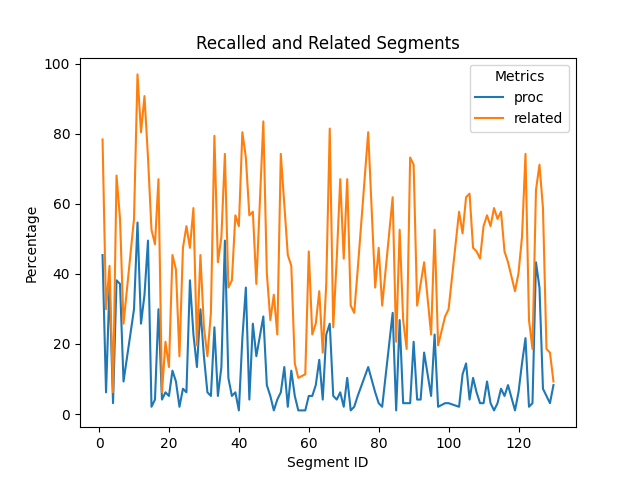 Recalled and Related Segments
Metrics
proc
related
Percentage
100
80
60
40
20
0
0 20 40 60 80 100 120
Segment ID